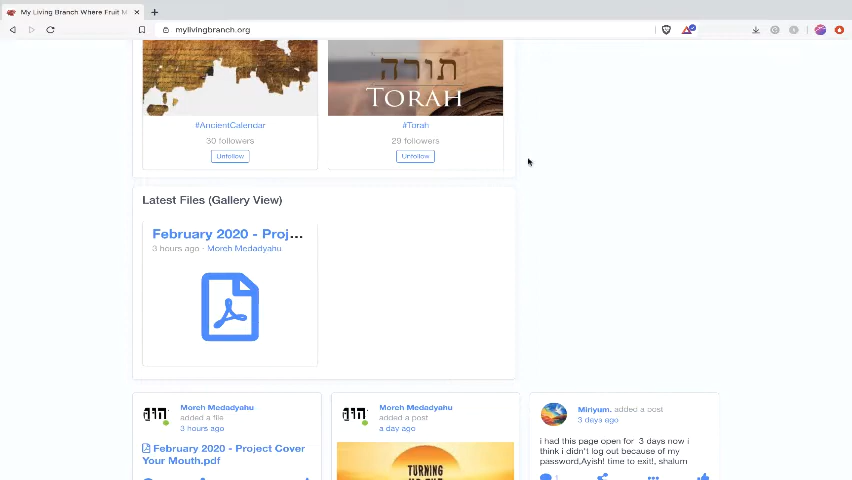 My Living Branch Where Fruit M
mylivingbranch.org
תורה
TORAH
#AncientCalendar
#Torah
30 followers
29 followers
Unfollow
Unfollow
Latest Files (Gallery View)
February 2020 - Proj...
3 hours ago - Moreh Medadyahu
Moreh Medadyahu
added a file
3 hours ago
February 2020 - Project Cover
Your Mouth.pdf
Moreh Medadyahu
added a post
a day ago
TURNING
Miriyum. added a post
3 days ago
i had this page open for 3 days now i
think i didn't log out because of my
password,Ayish! time to exit!, shalum